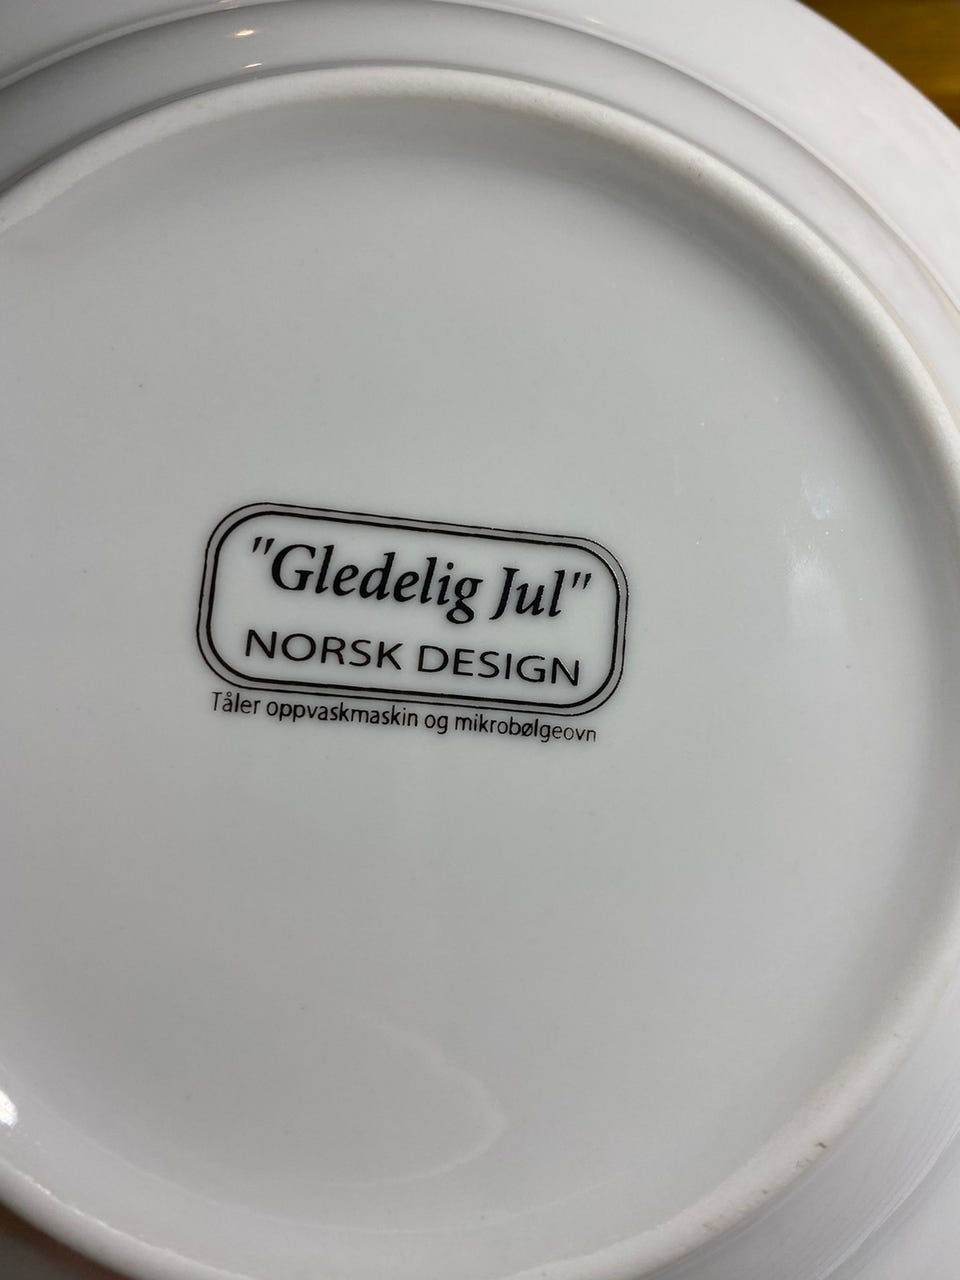 "Gledelig Jul"
NORSK DESIGN
Tåler oppvaskmaskin og mikrobølgeovn